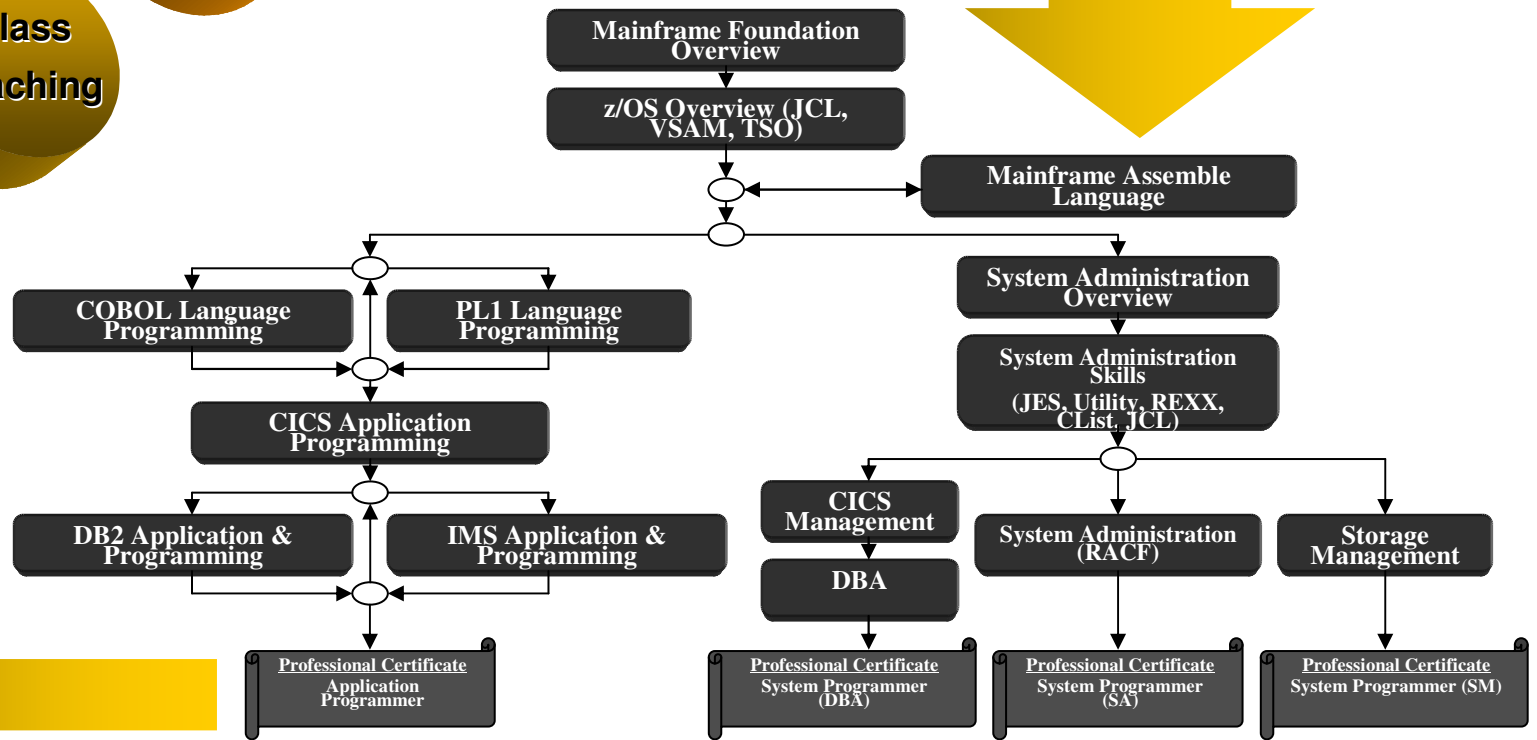 lass
aching
Mainframe Foundation
Overview
z/OS Overview (JCL,
VSAM, TSO)
Mainframe Assemble
Language
COBOL Language
Programming
PL1 Language
Programming
System Administration
Overview
System Administration
Skills
(JES, Utility, REXX,
CList, JCL)
CICS Application
Programming
CICS
Management
System Administration
(RACF)
Storage
Management
DB2 Application &
Programming
IMS Application &
Programming
DBA
Professional Certificate
Application
Programmer
Professional Certificate
System Programmer
(DBA)
Professional Certificate
System Programmer
(SA)
Professional Certificate
System Programmer (SM)